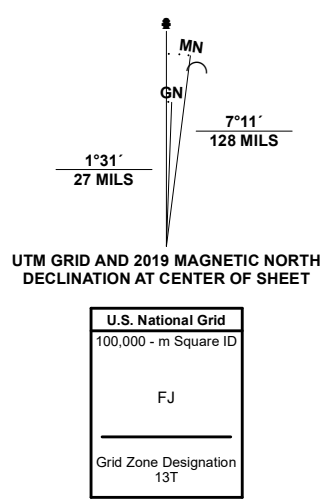 MN
GN
7°11´
128 MILS
1°31´
27 MILS
UTM GRID AND 2019 MAGNETIC NORTH
DECLINATION AT CENTER OF SHEET
U.S. National Grid
100,000 - m Square ID
FJ
Grid Zone Designation
13T